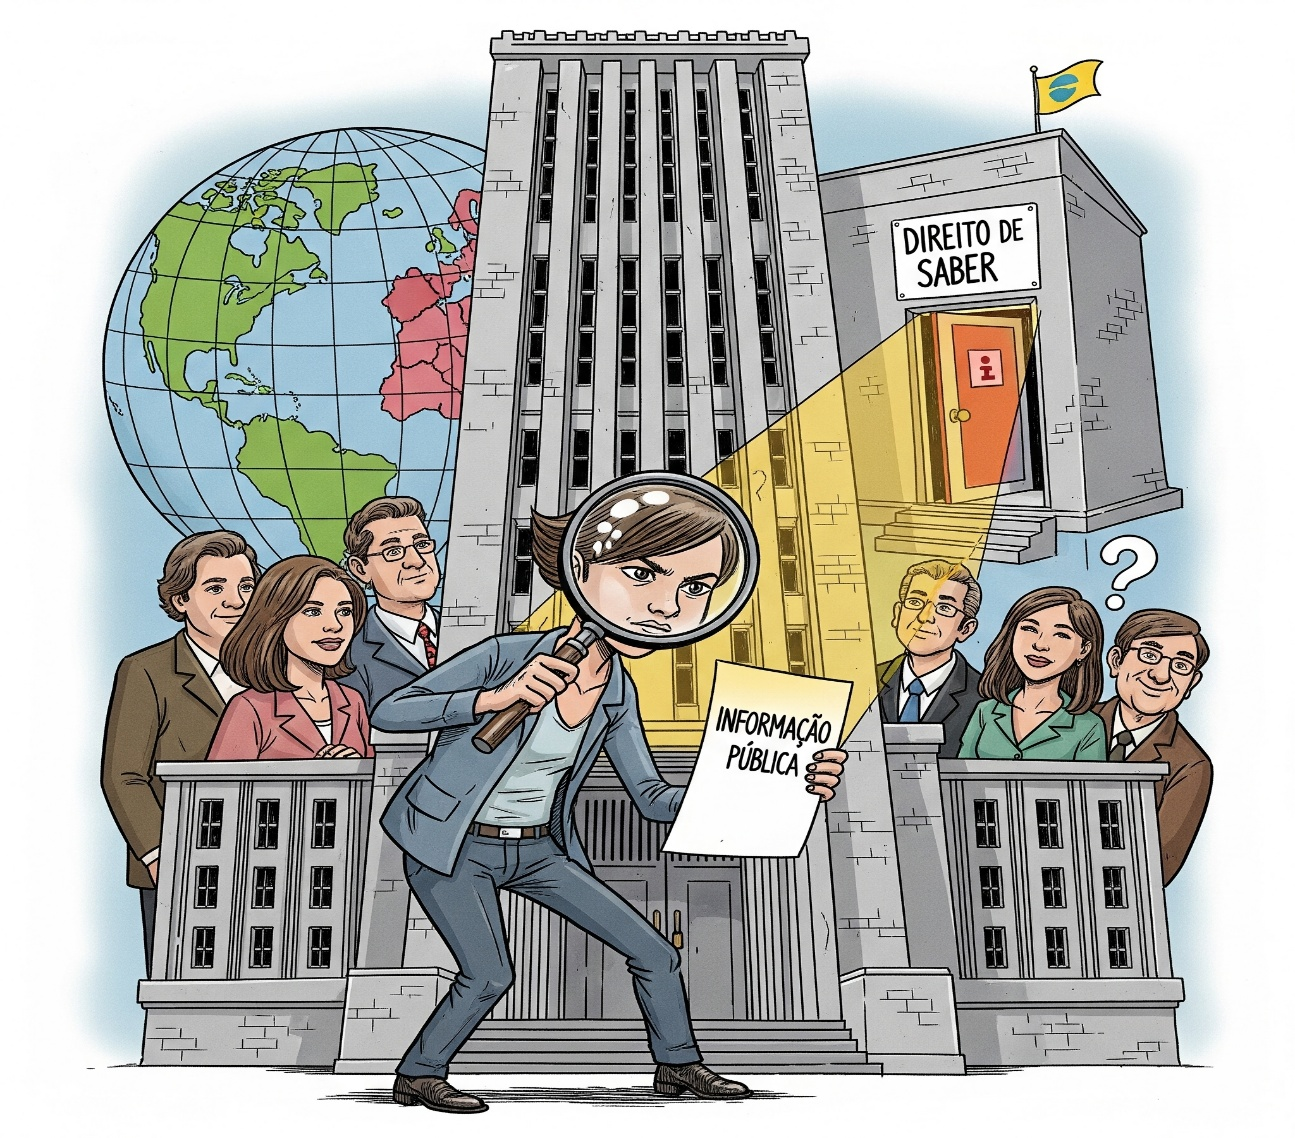 DIREITO DE
SABER
i
?
INFORMAÇÃO
PÚBLICA